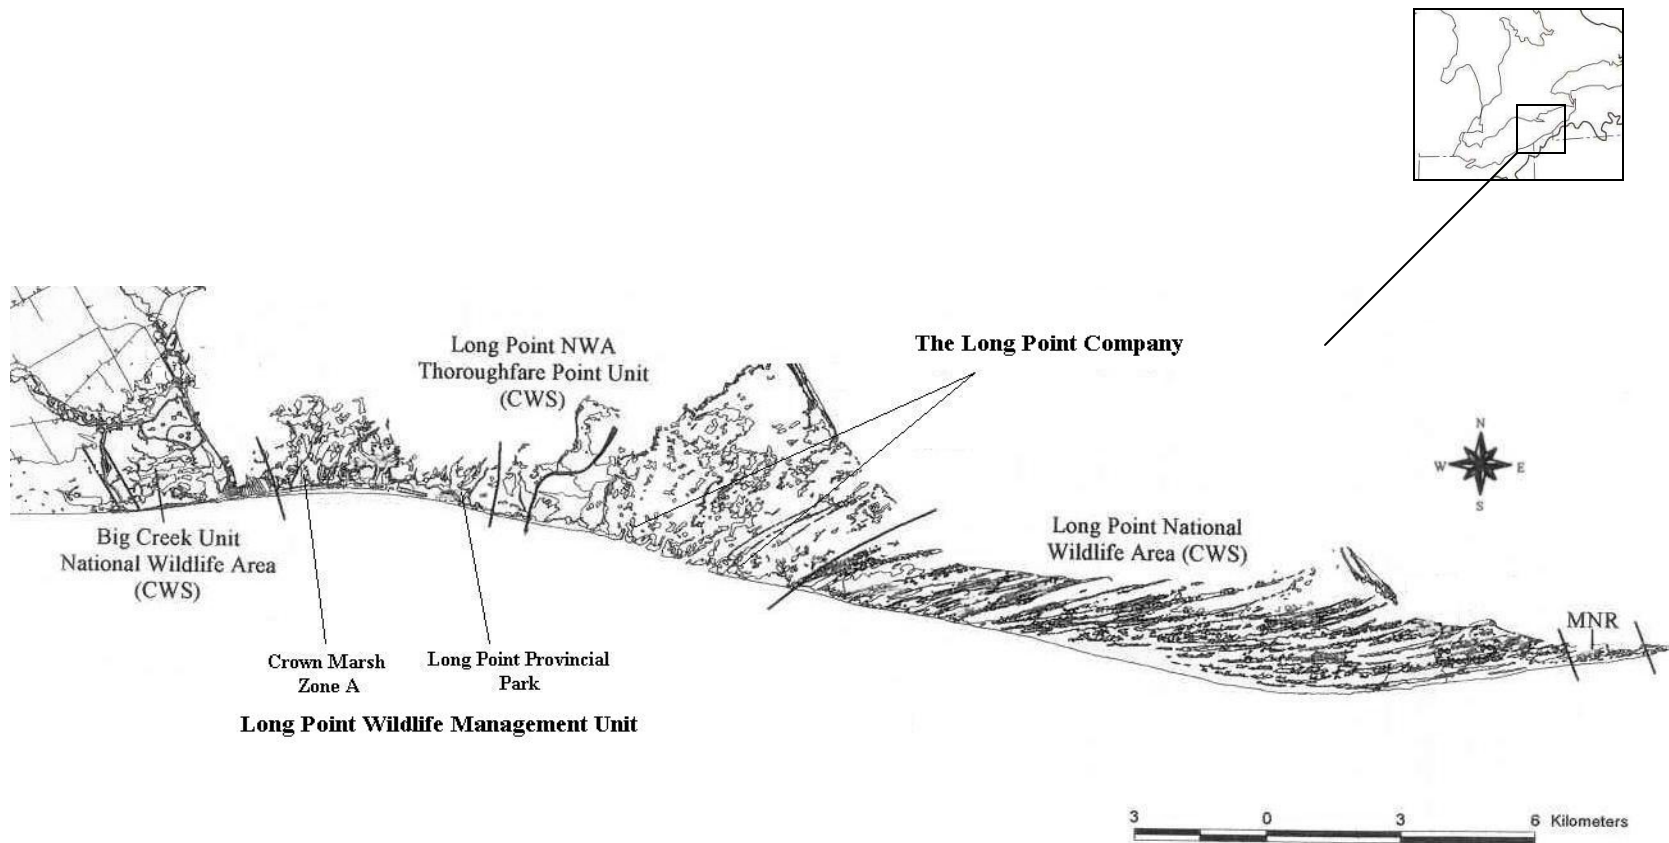 Long Point NWA
Thoroughfare Point Unit
(CWS)
The Long Point Company
N
W E
S
Big Creek Unit
National Wildlife Area
(CWS)
Long Point National
Wildlife Area (CWS)
MNR
Crown Marsh
Zone A
Long Point Provincial
Park
Long Point Wildlife Management Unit
3 0 3 6 Kilometers